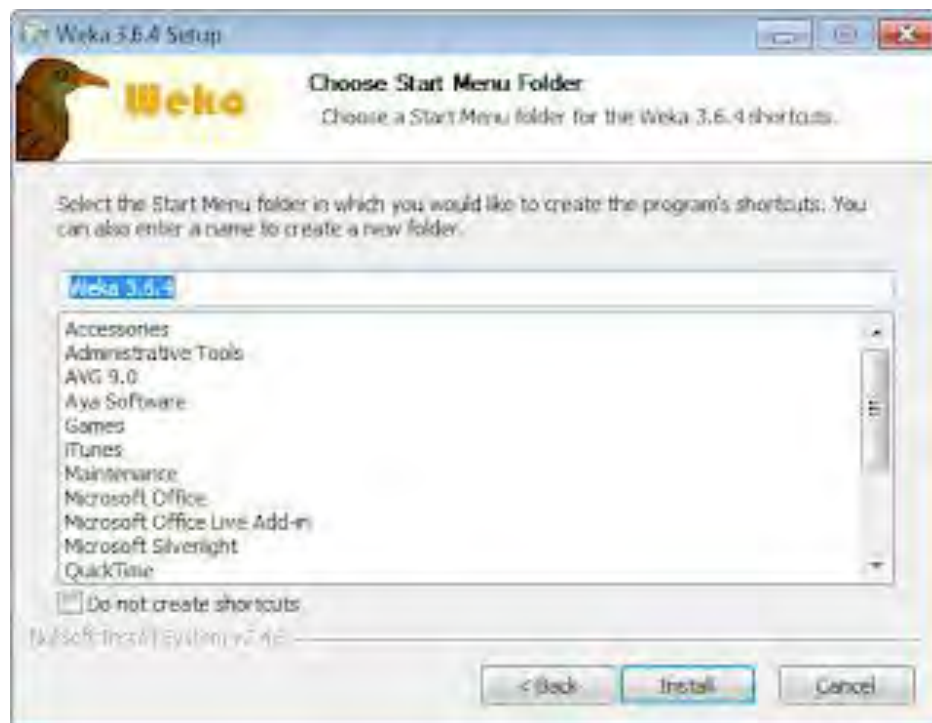 Weka 3.6.4 Setup
Weka
Choose Start Menu Folder
Choose a Start Menu folder for the Weka 3.6.4 shortcuts.
Select the Start Menu folder in which you would like to create the program's shortcuts. You
can also enter a name to create a new folder.
Weka 3.6.4
Accessories
Administrative Tools
AVG 9.0
Aya Software
Games
iTunes
Maintenance
Microsoft Office
Microsoft Office Live Add-in
Microsoft Silverlight
QuickTime
Do not create shortcuts
Nullsoft Install System
< Back
Install
Cancel